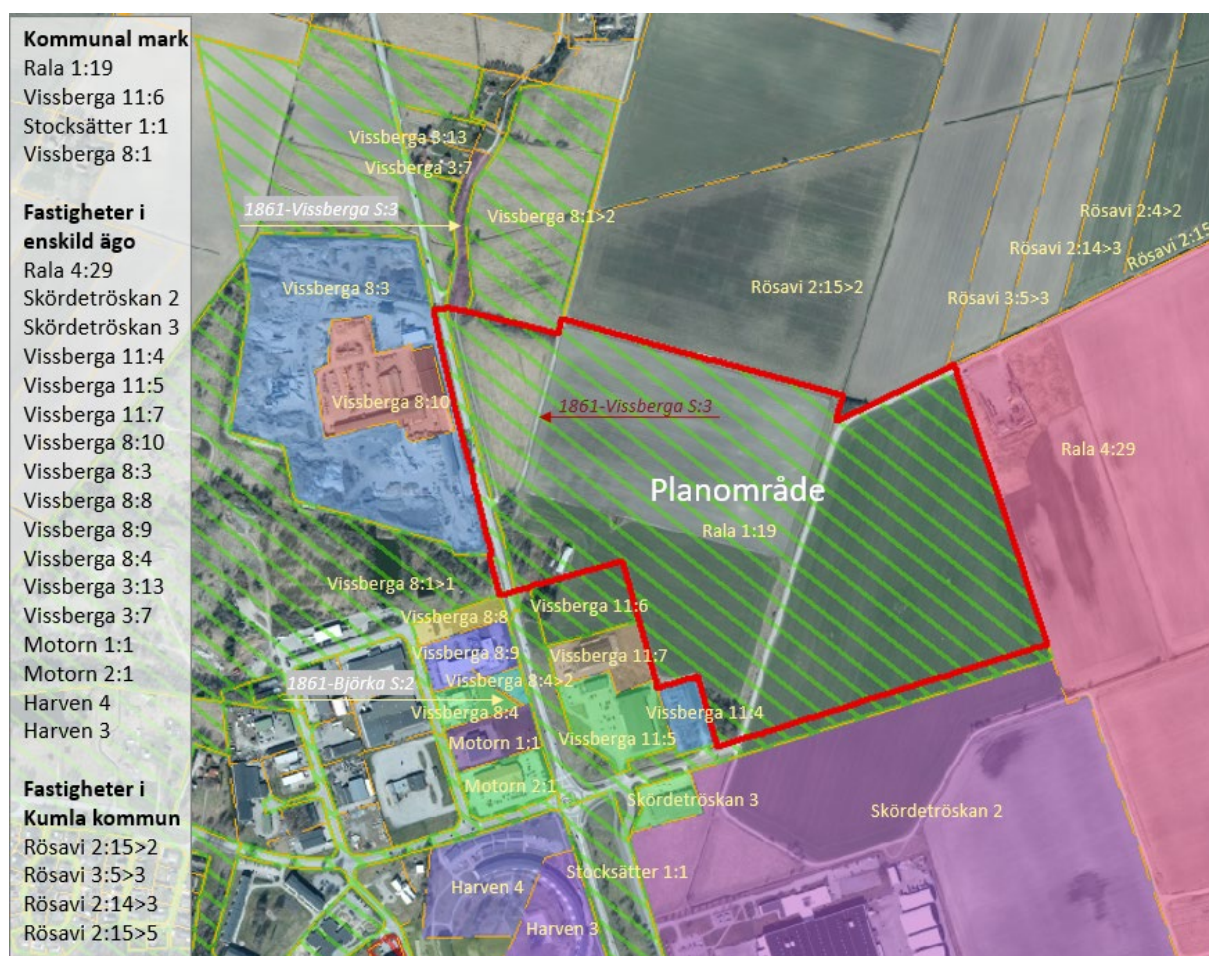 Kommunal mark
Rala 1:19
Vissberga 11:6
Stocksätter 1:1
Vissberga 8:1
Fastigheter i
enskild ägo
Rala 4:29
Skördetröskan 2
Skördetröskan 3
Vissberga 11:4
Vissberga 11:5
Vissberga 11:7
Vissberga 8:10
Vissberga 8:3
Vissberga 8:8
Vissberga 8:9
Vissberga 8:4
Vissberga 3:13
Vissberga 3:7
Motorn 1:1
Motorn 2:1
Harven 4
Harven 3
Fastigheter i
Kumla kommun
Rösavi 2:15>2
Rösavi 3:5>3
Rösavi 2:14>3
Rösavi 2:15>5
Vissberga 3:13
Vissberga 3:7
1861-Vissberga S:3
Vissberga 8:1>2
Rösavi 2:4>2
Rösavi 2:14>3
Rösavi 2:15
Vissberga 8:3
Rösavi 2:15>2
Rösavi 3:5>3
Vissberga 8:10
1861-Vissberga S:3
Rala 4:29
Planområde
Rala 1:19
Vissberga 8:1>1
Vissberga 8:8
Vissberga 11:6
Vissberga 8:9
Vissberga 11:7
1861-Björka S:2
Vissberga 8:4>2
Vissberga 8:4
Vissberga 11:4
Motorn 1:1
Vissberga 11:5
Motorn 2:1
Skördetröskan 3
Skördetröskan 2
Stocksätter 1:1
Harven 4
Harven 3